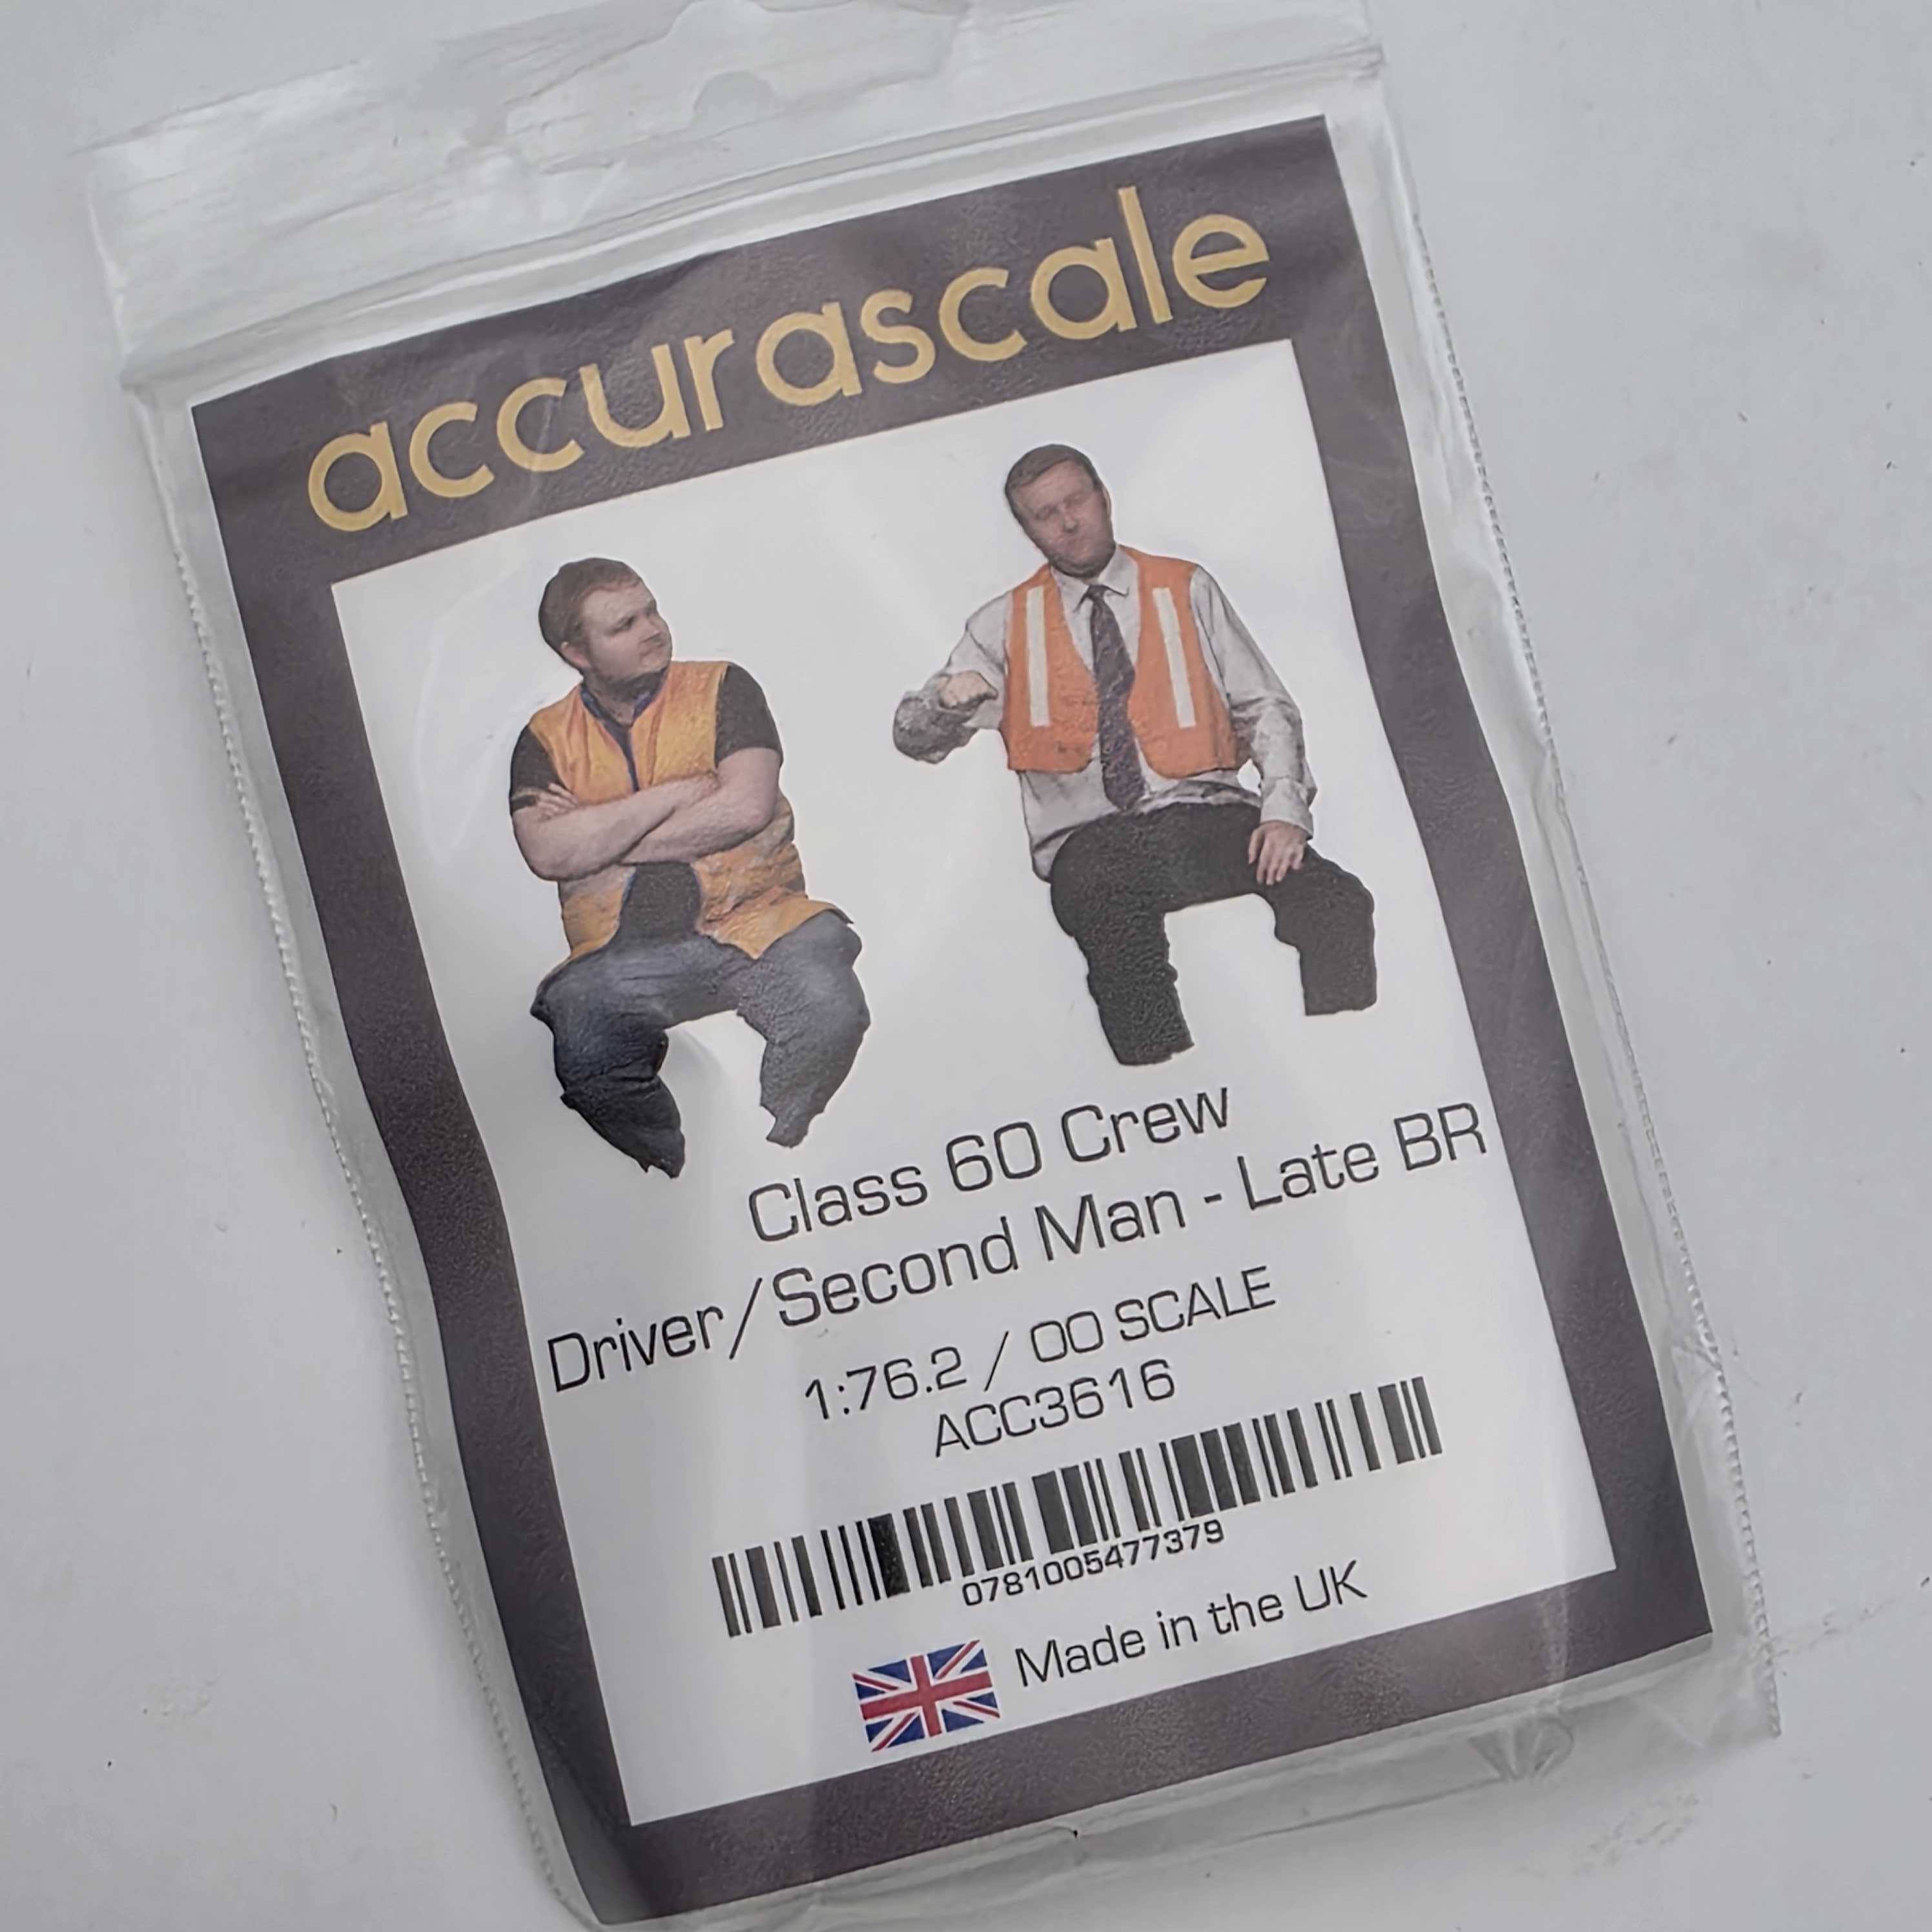 accurascale
Class 60 Crew
Driver/Second Man - Late BR
1:76.2 / OO SCALE
ACC3616
0781005477379
Made in the UK